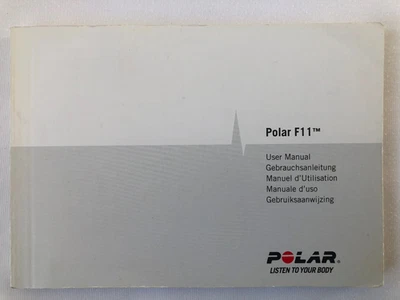 Polar F11™
User Manual
Gebrauchsanleitung
Manuel d'Utilisation
Manuale d'uso
Gebruiksaanwijzing
POLAR®
LISTEN TO YOUR BODY